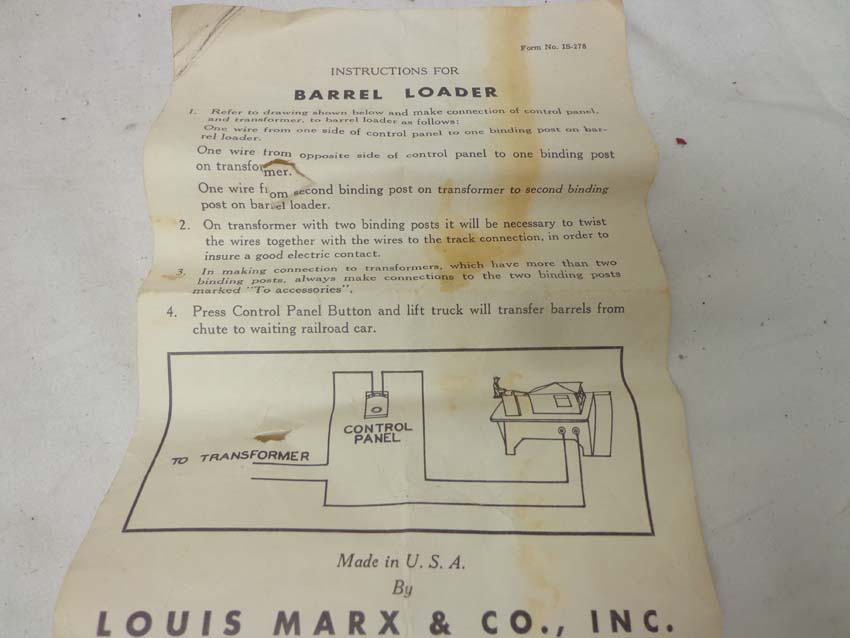 Form No. IS-278
INSTRUCTIONS FOR
BARREL LOADER
1. Refer to drawing shown below and make connection of control panel,
and transformer, to barrel loader as follows:
One wire from one side of control panel to one binding post on bar-
rel loader.
One wire from opposite side of control panel to one binding post
on transformer.
One wire from second binding post on transformer to second binding
post on barrel loader.
2. On transformer with two binding posts it will be necessary to twist
the wires together with the wires to the track connection, in order to
insure a good electric contact.
3. In making connection to transformers, which have more than two
binding posts, always make connections to the two binding posts
marked "To accessories",
4. Press Control Panel Button and lift truck will transfer barrels from
chute to waiting railroad car.
CONTROL
PANEL
TO TRANSFORMER
Made in U. S. A.
By
LOUIS MARX & CO., INC.